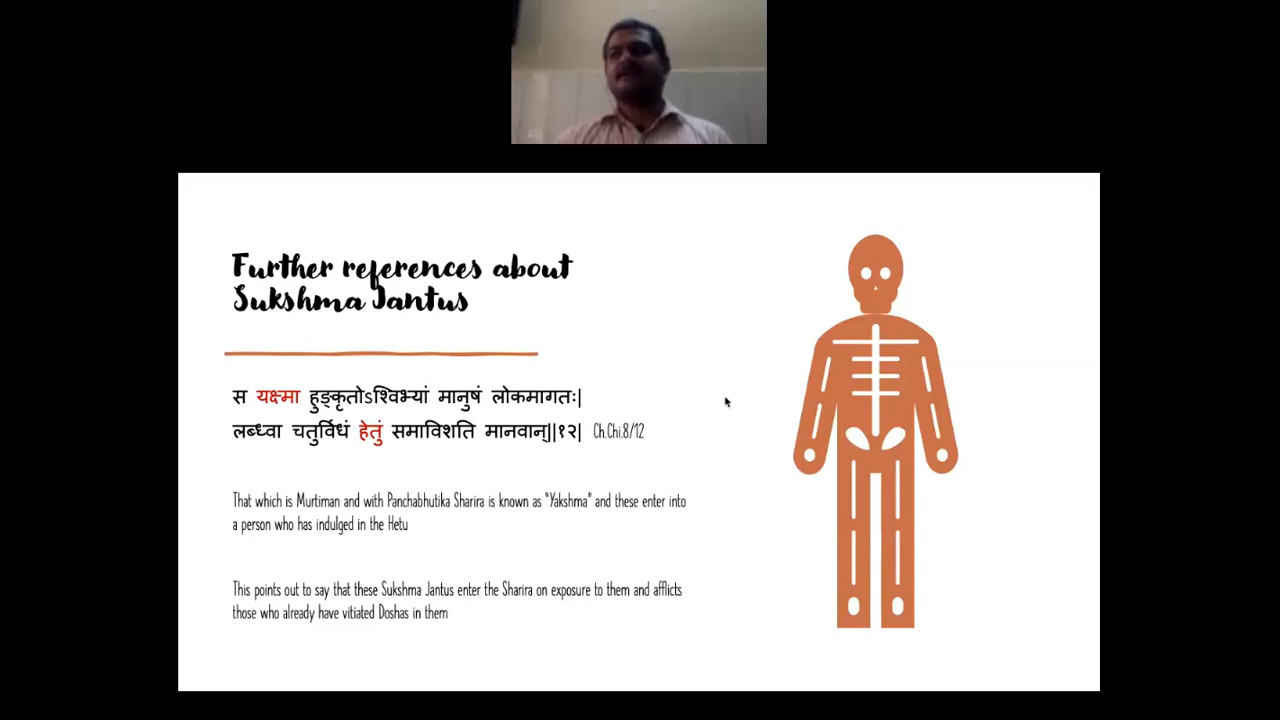 Further references about
Sukshma Jantus
स यक्ष्मा हुङ्कृतोऽश्विभ्यां मानुषं लोकमागतः|
लब्ध्वा चतुर्विधं हेतुं समाविशति मानवान्||१२| Ch.Chi.8/12
That which is Murtiman and with Panchabhutika Sharira is known as "Yakshma" and these enter into
a person who has indulged in the Hetu
This points out to say that these Sukshma Jantus enter the Sharira on exposure to them and afflicts
those who already have vitiated Doshas in them